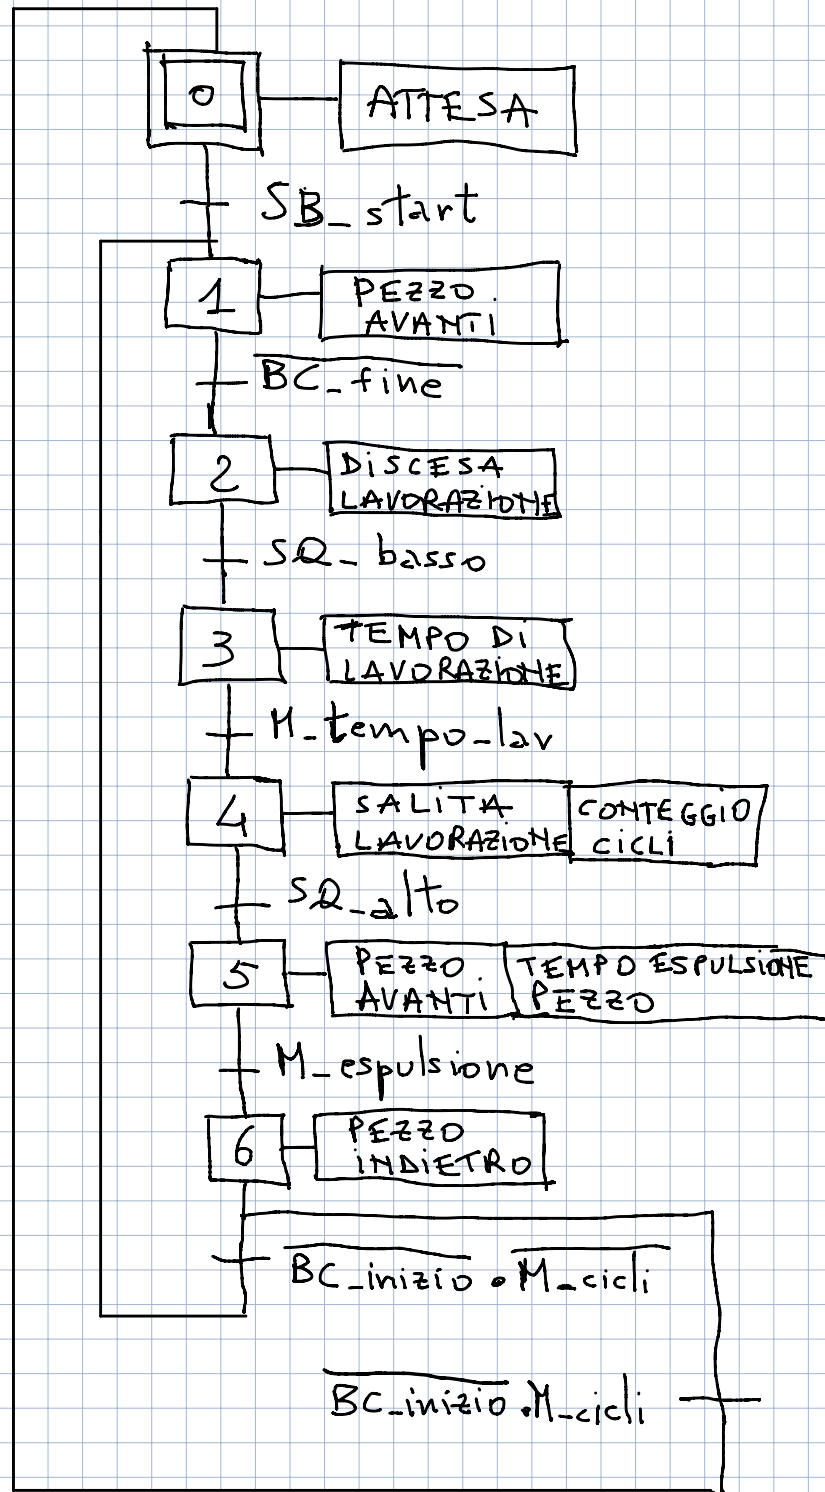 0 ATTESA
SB_start
1 PEZZO
AVANTI
BC_fine
2 DiSCESA
LAVORAZIONE
SQ_basso
3 TEMPO Di
LAVORAZIONE
M_tempo_lav
4 SALiTA CONTEGGiO
LAVORAZiONE CiCLi
SQ_alto
5 PEZZO TEMPO ESPULSiONE
AVANTi PEZZO
M_espulsione
6 PEZZO
iNDiETRO
BC_inizio • M_cicli
BC_inizio . M_cicli